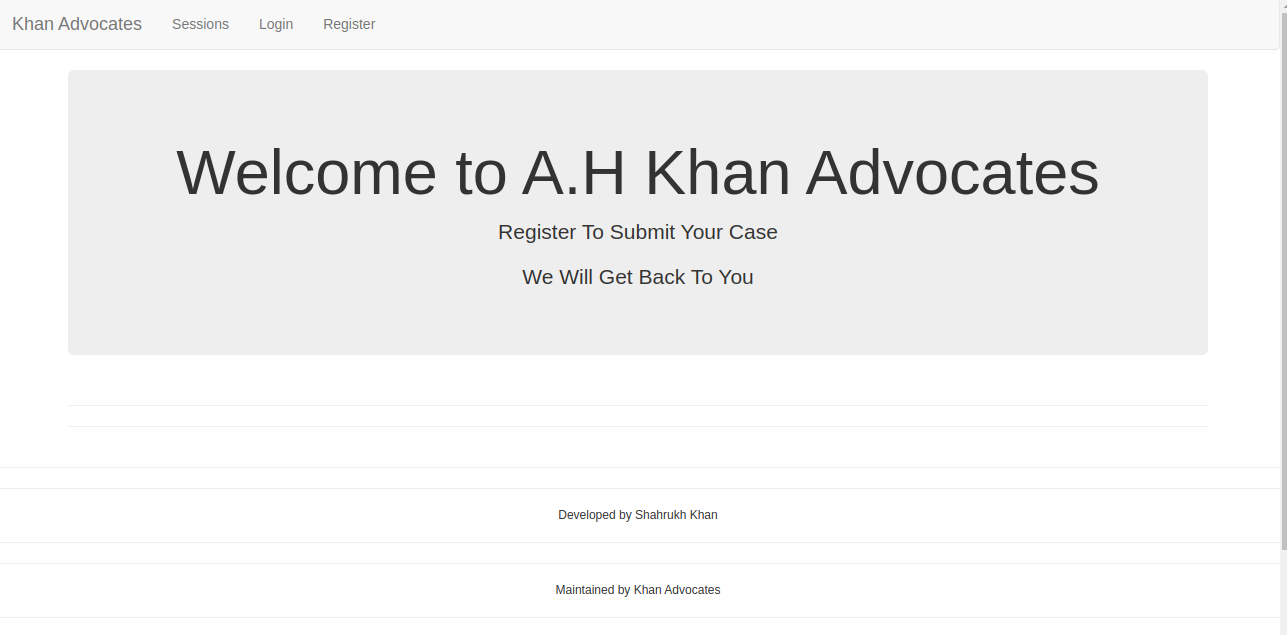 Khan Advocates Sessions Login Register
Welcome to A.H Khan Advocates
Register To Submit Your Case
We Will Get Back To You
Developed by Shahrukh Khan
Maintained by Khan Advocates